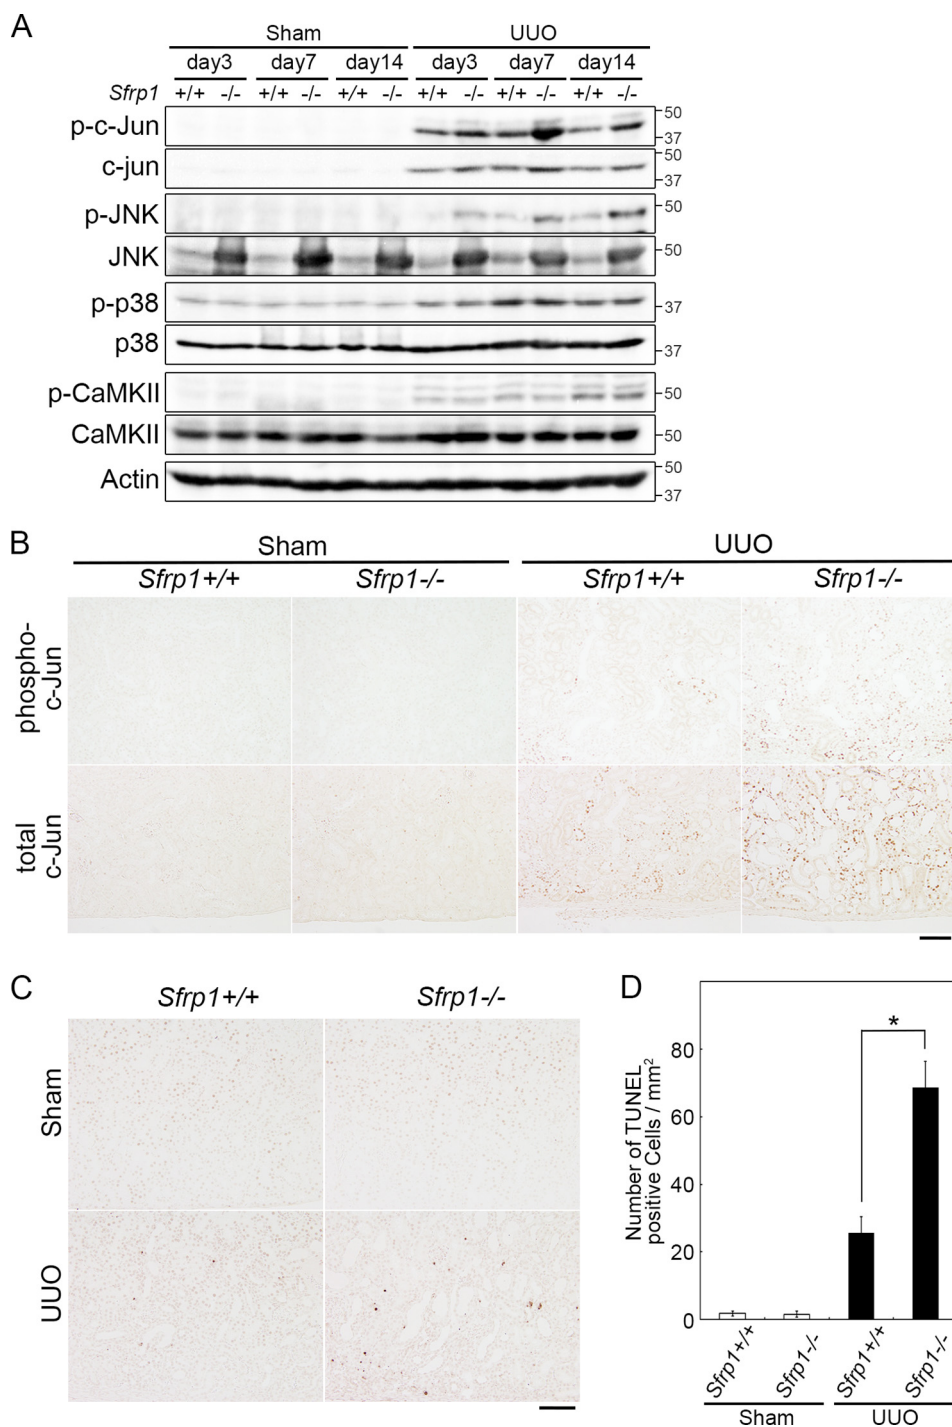 A
Sham UUO
day3 day7 day14 day3 day7 day14
Sfrp1 +/+ -/- +/+ -/- +/+ -/- +/+ -/- +/+ -/- +/+ -/-
p-c-Jun 50 37
c-jun 50 37
p-JNK 50
JNK 50
p-p38 37
p38 37
p-CaMKII 50
CaMKII 50
Actin 50 37
B
Sham UUO
Sfrp1+/+ Sfrp1-/- Sfrp1+/+ Sfrp1-/-
phospho-
c-Jun
total
c-Jun
C
Sfrp1+/+ Sfrp1-/-
Sham
UUO
D
*
Number of TUNEL
positive Cells / mm²
80
60
40
20
0
Sfrp1+/+ Sfrp1-/- Sfrp1+/+ Sfrp1-/-
Sham UUO